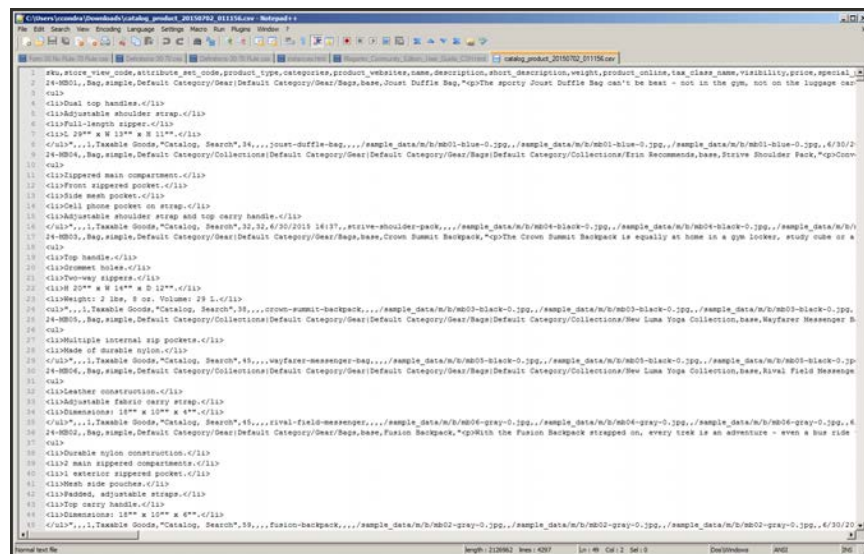 C:\Users\ccondra\Downloads\catalog_product_20150702_011156.csv - Notepad++
File Edit Search View Encoding Language Settings Macro Run Plugins Window ?
catalog_product_20150702_011156.csv
1 sku,store_view_code,attribute_set_code,product_type,categories,product_websites,name,description,short_description,weight,product_online,tax_class_name,visibility,price,special_
2 24-MB01,,Bag,simple,Default Category/Gear|Default Category/Gear/Bags,base,Joust Duffle Bag,"<p>The sporty Joust Duffle Bag can't be beat - not in the gym, not on the luggage car
3 <ul>
4 <li>Dual top handles.</li>
5 <li>Adjustable shoulder strap.</li>
6 <li>Full-length zipper.</li>
7 <li>L 29"" x W 13"" x H 11"".</li>
8 </ul>",,,1,Taxable Goods,"Catalog, Search",34,,,,joust-duffle-bag,,,,/sample_data/m/b/mb01-blue-0.jpg,,/sample_data/m/b/mb01-blue-0.jpg,,/sample_data/m/b/mb01-blue-0.jpg,,6/30/2
9 24-MB04,,Bag,simple,Default Category/Collections|Default Category/Gear|Default Category/Gear/Bags|Default Category/Collections/Erin Recommends,base,Strive Shoulder Pack,"<p>Conv
10 <ul>
11 <li>Zippered main compartment.</li>
12 <li>Front zippered pocket.</li>
13 <li>Side mesh pocket.</li>
14 <li>Cell phone pocket on strap.</li>
15 <li>Adjustable shoulder strap and top carry handle.</li>
16 </ul>",,,1,Taxable Goods,"Catalog, Search",32,32,6/30/2015 16:37,,strive-shoulder-pack,,,,/sample_data/m/b/mb04-black-0.jpg,,/sample_data/m/b/mb04-black-0.jpg,,/sample_data/m/b/
17 24-MB03,,Bag,simple,Default Category/Gear|Default Category/Gear/Bags,base,Crown Summit Backpack,"<p>The Crown Summit Backpack is equally at home in a gym locker, study cube or a
18 <ul>
19 <li>Top handle.</li>
20 <li>Grommet holes.</li>
21 <li>Two-way zippers.</li>
22 <li>H 20"" x W 14"" x D 12"".</li>
23 <li>Weight: 2 lbs, 8 oz. Volume: 29 L.</li>
24 <ul>",,,1,Taxable Goods,"Catalog, Search",38,,,,crown-summit-backpack,,,,/sample_data/m/b/mb03-black-0.jpg,,/sample_data/m/b/mb03-black-0.jpg,,/sample_data/m/b/mb03-black-0.jpg,
25 24-MB05,,Bag,simple,Default Category/Collections|Default Category/Gear|Default Category/Gear/Bags|Default Category/Collections/New Luma Yoga Collection,base,Wayfarer Messenger B
26 <ul>
27 <li>Multiple internal zip pockets.</li>
28 <li>Made of durable nylon.</li>
29 </ul>",,,1,Taxable Goods,"Catalog, Search",45,,,,wayfarer-messenger-bag,,,,/sample_data/m/b/mb05-black-0.jpg,,/sample_data/m/b/mb05-black-0.jpg,,/sample_data/m/b/mb05-black-0.jp
30 24-MB06,,Bag,simple,Default Category/Collections|Default Category/Gear|Default Category/Gear/Bags|Default Category/Collections/New Luma Yoga Collection,base,Rival Field Messenge
31 <ul>
32 <li>Leather construction.</li>
33 <li>Adjustable fabric carry strap.</li>
34 <li>Dimensions: 18"" x 10"" x 4"".</li>
35 </ul>",,,1,Taxable Goods,"Catalog, Search",45,,,,rival-field-messenger,,,,/sample_data/m/b/mb06-gray-0.jpg,,/sample_data/m/b/mb06-gray-0.jpg,,/sample_data/m/b/mb06-gray-0.jpg,,6
36 24-MB02,,Bag,simple,Default Category/Gear|Default Category/Gear/Bags,base,Fusion Backpack,"<p>With the Fusion Backpack strapped on, every trek is an adventure - even a bus ride
37 <ul>
38 <li>Durable nylon construction.</li>
39 <li>2 main zippered compartments.</li>
40 <li>1 exterior zippered pocket.</li>
41 <li>Mesh side pouches.</li>
42 <li>Padded, adjustable straps.</li>
43 <li>Top carry handle.</li>
44 <li>Dimensions: 18"" x 10"" x 6"".</li>
45 </ul>",,,1,Taxable Goods,"Catalog, Search",59,,,,fusion-backpack,,,,/sample_data/m/b/mb02-gray-0.jpg,,/sample_data/m/b/mb02-gray-0.jpg,,/sample_data/m/b/mb02-gray-0.jpg,,6/30/20
Normal text file length : 2126962 lines : 4297 Ln : 49 Col : 2 Sel : 0 Dos\Windows ANSI INS